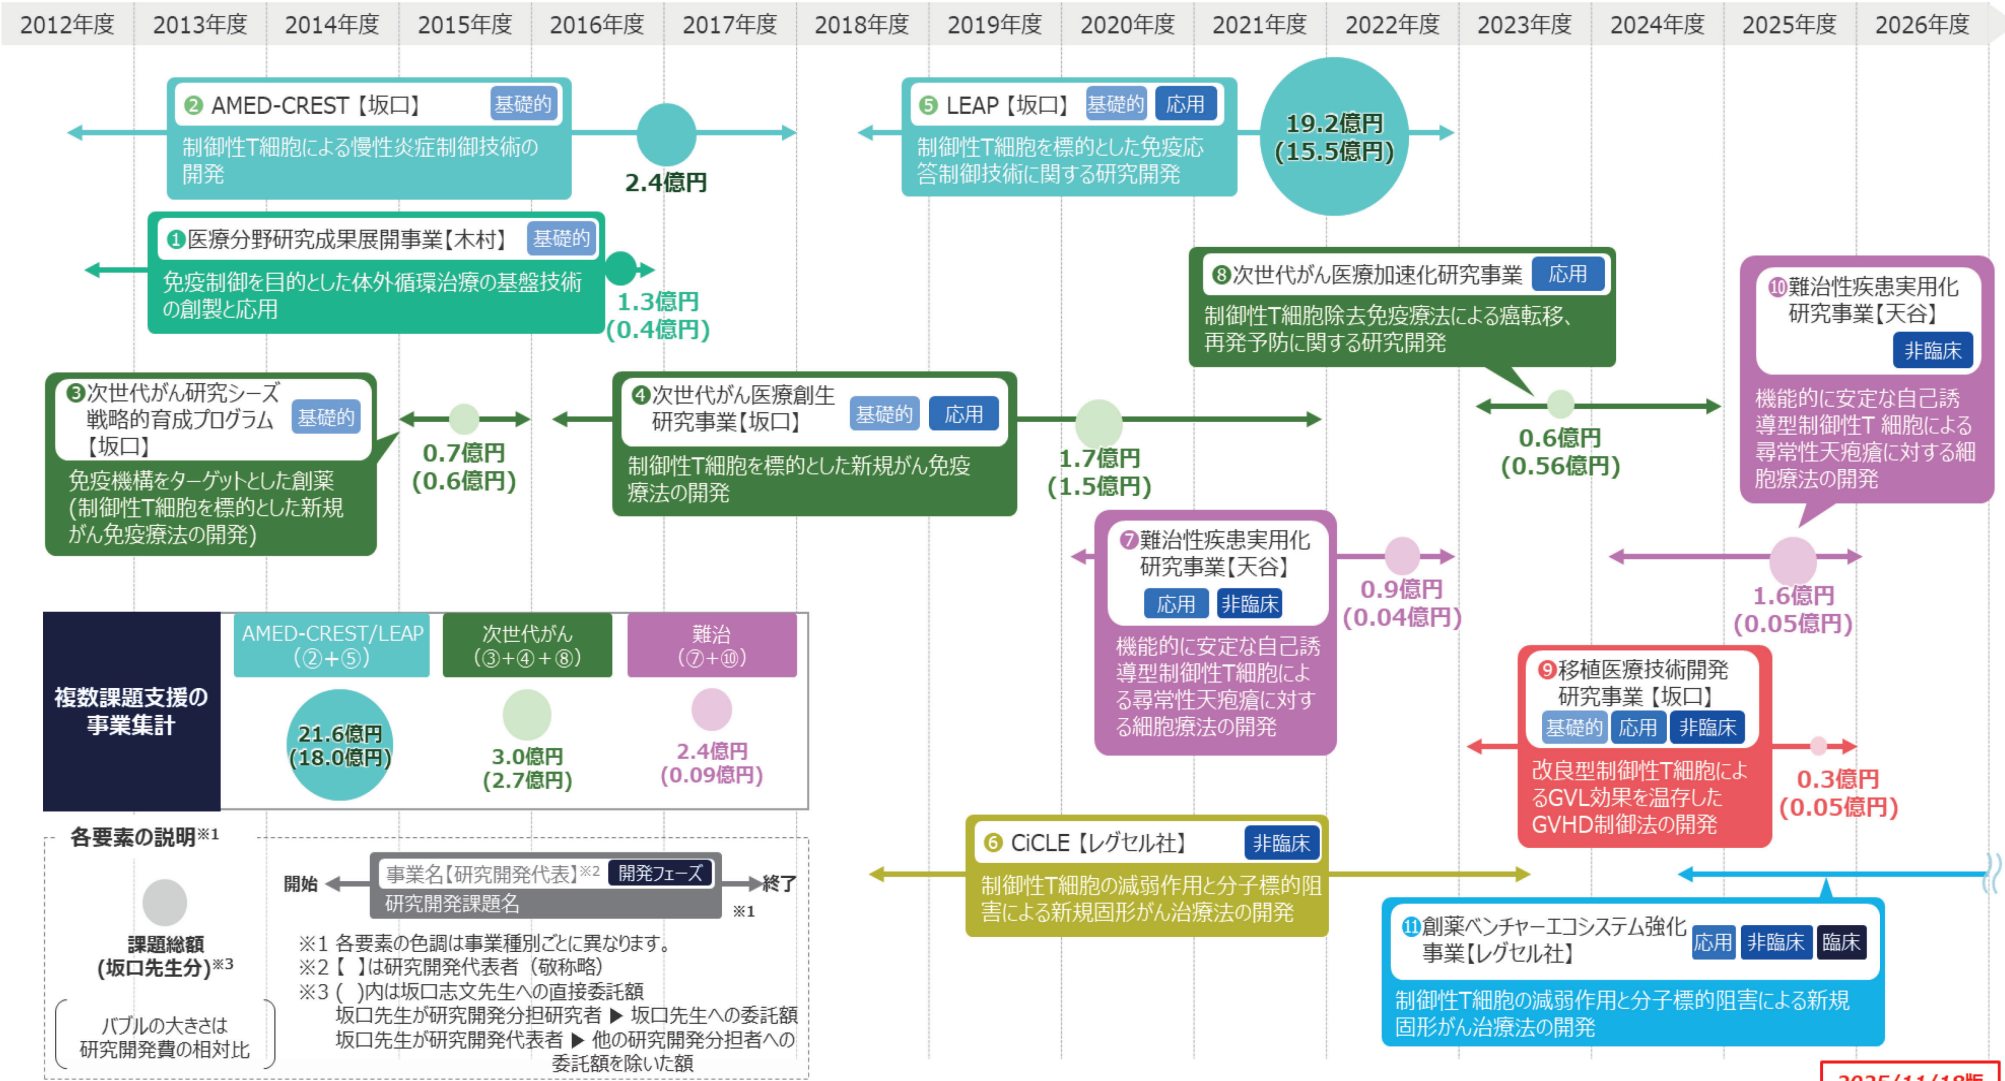 2012年度 2013年度 2014年度 2015年度 2016年度 2017年度 2018年度 2019年度 2020年度 2021年度 2022年度 2023年度 2024年度 2025年度 2026年度
❷ AMED-CREST【坂口】 基礎的
制御性T細胞による慢性炎症制御技術の
開発
2.4億円
❺ LEAP【坂口】 基礎的 応用
制御性T細胞を標的とした免疫応
答制御技術に関する研究開発
19.2億円
(15.5億円)
❶医療分野研究成果展開事業【木村】 基礎的
免疫制御を目的とした体外循環治療の基盤技術
の創製と応用
1.3億円
(0.4億円)
❽次世代がん医療加速化研究事業 応用
制御性T細胞除去免疫療法による癌転移、
再発予防に関する研究開発
0.6億円
(0.56億円)
❿難治性疾患実用化
研究事業【天谷】
非臨床
機能的に安定な自己誘
導型制御性T 細胞による
尋常性天疱瘡に対する細
胞療法の開発
1.6億円
(0.05億円)
❸次世代がん研究シーズ
戦略的育成プログラム
【坂口】
基礎的
免疫機構をターゲットとした創薬
(制御性T細胞を標的とした新規
がん免疫療法の開発)
0.7億円
(0.6億円)
❹次世代がん医療創生
研究事業【坂口】
基礎的 応用
制御性T細胞を標的とした新規がん免疫
療法の開発
1.7億円
(1.5億円)
❼難治性疾患実用化
研究事業【天谷】
応用 非臨床
機能的に安定な自己誘
導型制御性T細胞によ
る尋常性天疱瘡に対す
る細胞療法の開発
0.9億円
(0.04億円)
❾移植医療技術開発
研究事業【坂口】
基礎的 応用 非臨床
改良型制御性T細胞によ
るGVL効果を温存した
GVHD制御法の開発
0.3億円
(0.05億円)
複数課題支援の
事業集計
AMED-CREST/LEAP
(②+⑤)
21.6億円
(18.0億円)
次世代がん
(③+④+⑧)
3.0億円
(2.7億円)
難治
(⑦+⑩)
2.4億円
(0.09億円)
❻ CiCLE【レグセル社】 非臨床
制御性T細胞の減弱作用と分子標的阻
害による新規固形がん治療法の開発
⓫創薬ベンチャーエコシステム強化
事業【レグセル社】
応用 非臨床 臨床
制御性T細胞の減弱作用と分子標的阻害による新規
固形がん治療法の開発
各要素の説明※1
課題総額
(坂口先生分)※3
バブルの大きさは
研究開発費の相対比
開始
事業名【研究開発代表】※2 開発フェーズ
研究開発課題名
終了
※1
※1 各要素の色調は事業種別ごとに異なります。
※2【 】は研究開発代表者（敬称略）
※3 ( )内は坂口志文先生への直接委託額
坂口先生が研究開発分担研究者 ▶ 坂口先生への委託額
坂口先生が研究開発代表者 ▶ 他の研究開発分担者への
委託額を除いた額
2025/11/18版